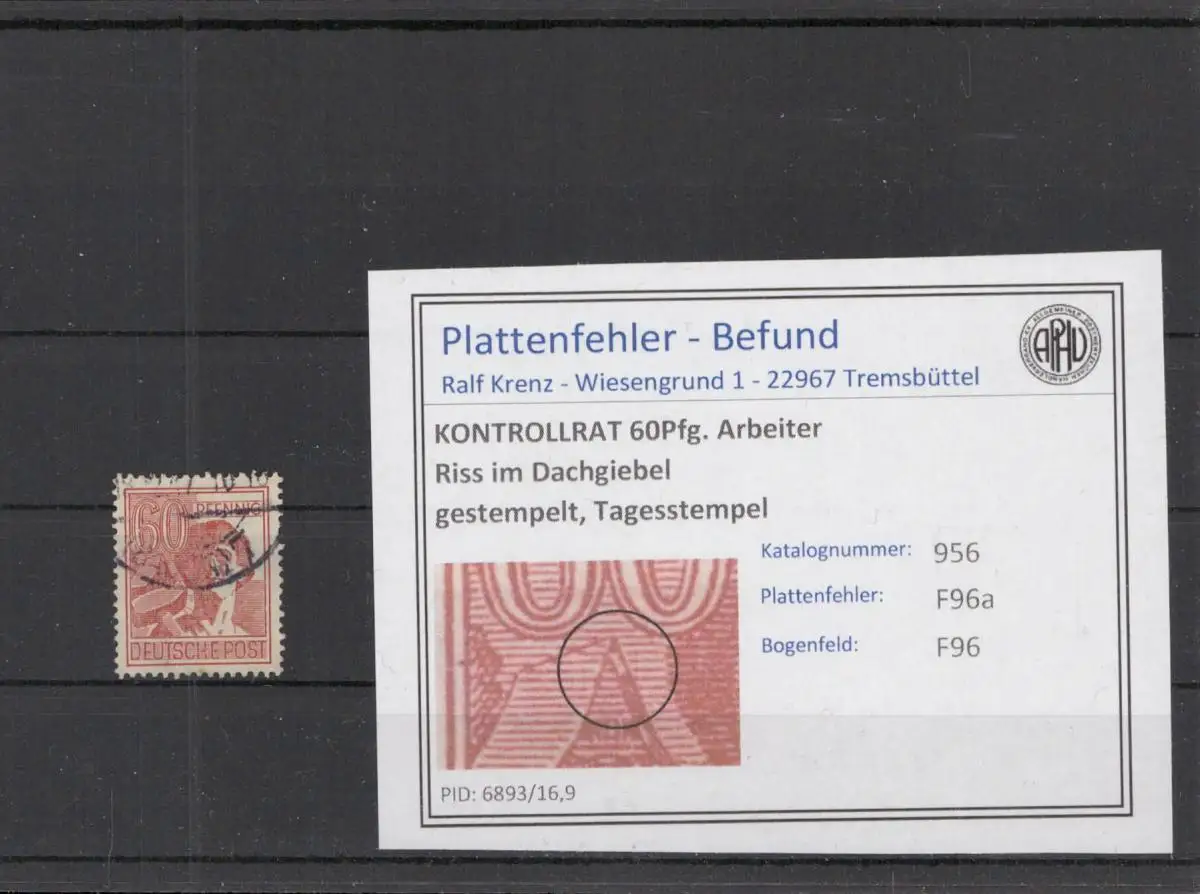 60
PFENNIG
DEUTSCHE POST
Plattenfehler - Befund
Ralf Krenz - Wiesengrund 1 - 22967 Tremsbüttel
APHV
KONTROLLRAT 60Pfg. Arbeiter
Riss im Dachgiebel
gestempelt, Tagesstempel
Katalognummer: 956
Plattenfehler: F96a
Bogenfeld: F96
PID: 6893/16,9